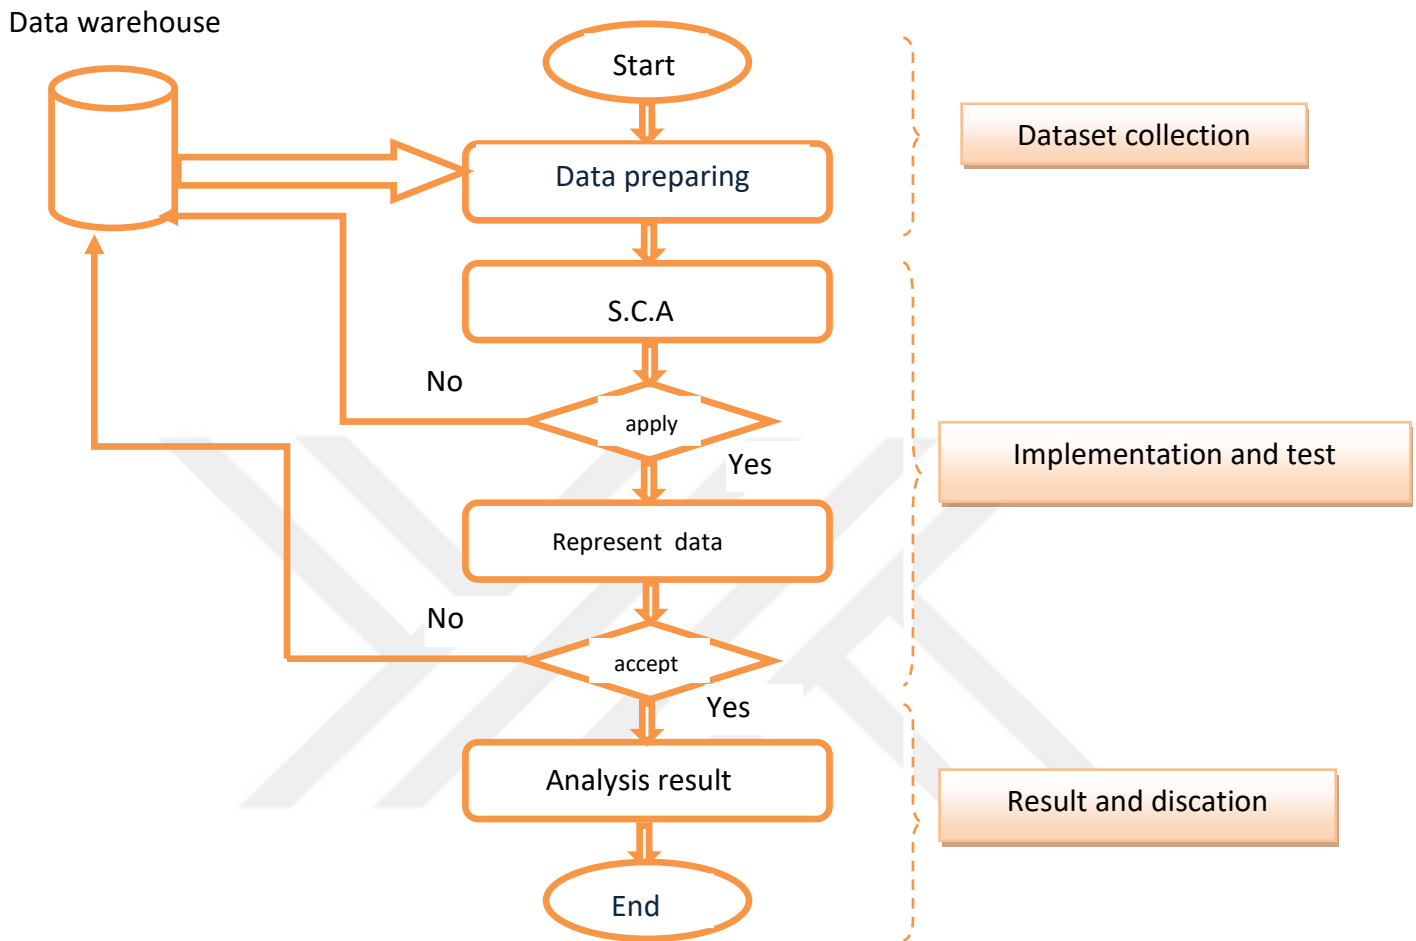 Data warehouse
Start
Dataset collection
Data preparing
S.C.A
No
apply
Yes
Implementation and test
Represent data
No
accept
Yes
Analysis result
Result and discation
End